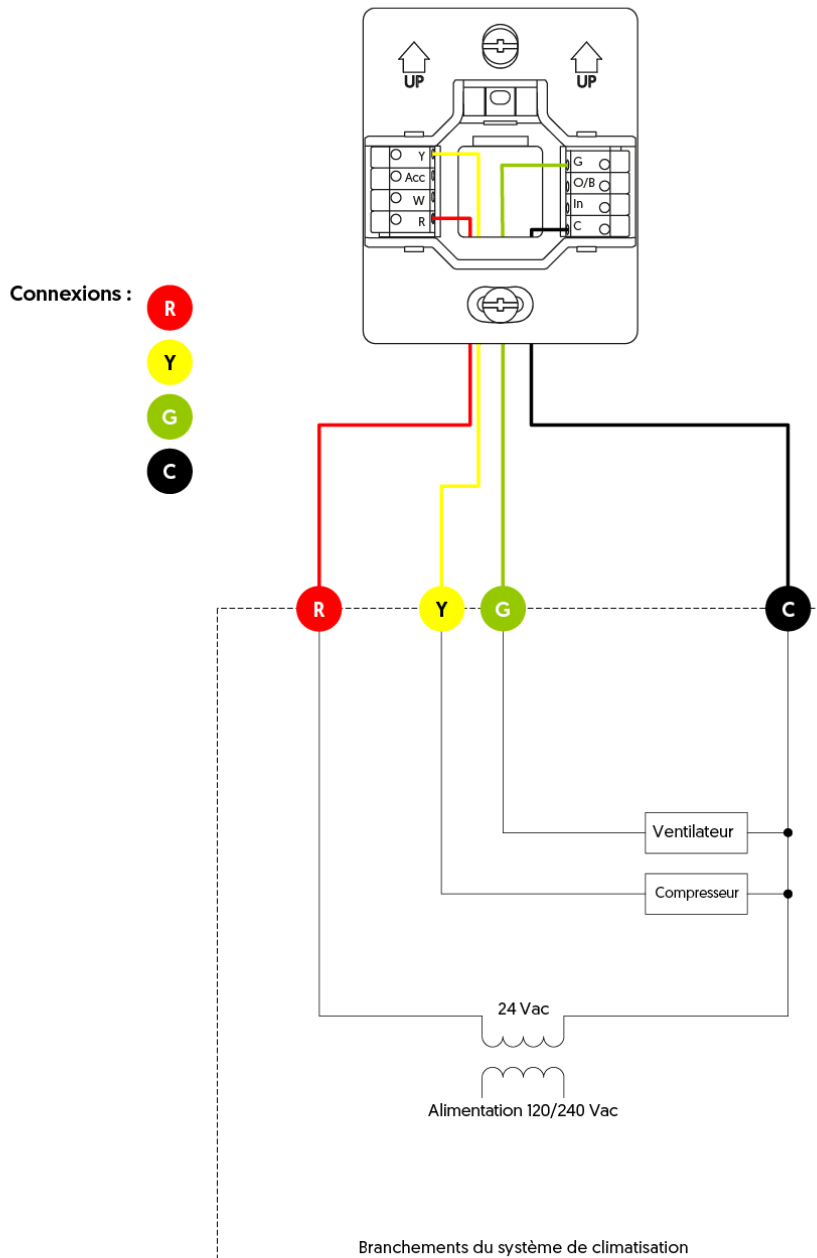 UP
UP
Y
Acc
W
R
G
O/B
In
C
Connexions :
R
Y
G
C
R
Y
G
C
Ventilateur
Compresseur
24 Vac
Alimentation 120/240 Vac
Branchements du système de climatisation